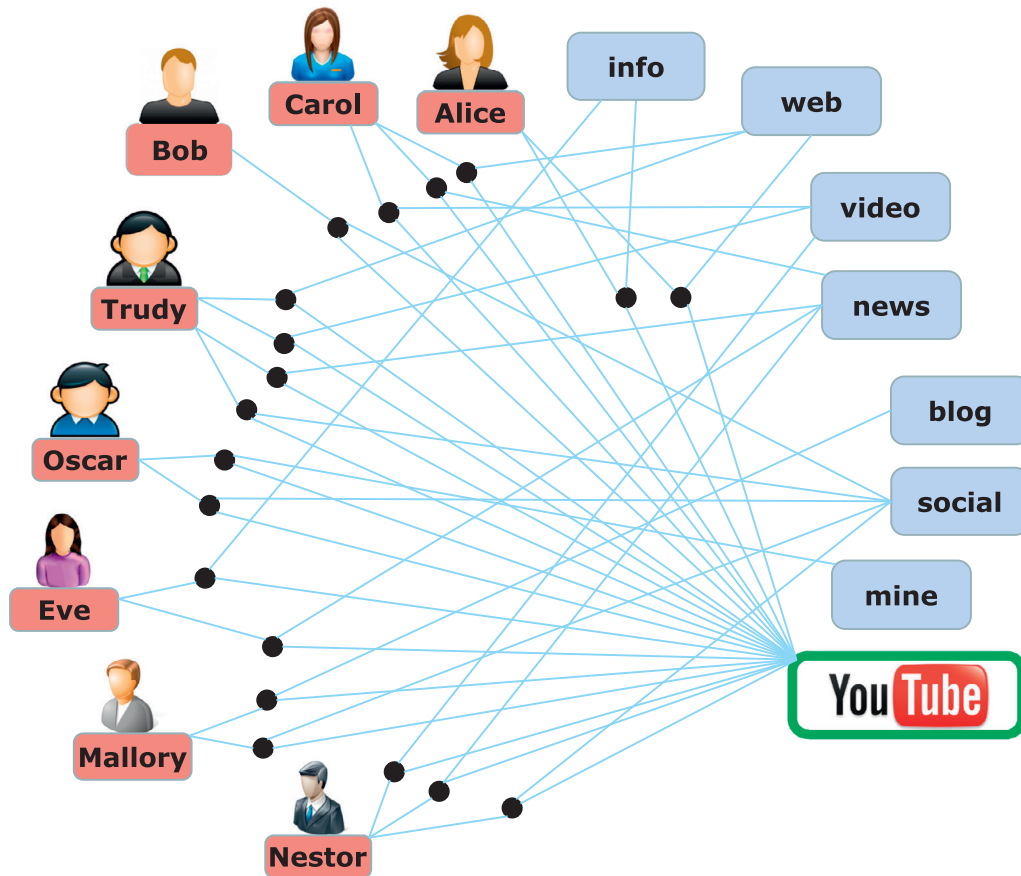 Carol
Alice
Bob
info
web
video
Trudy
news
Oscar
blog
social
Eve
mine
Mallory
YouTube
Nestor